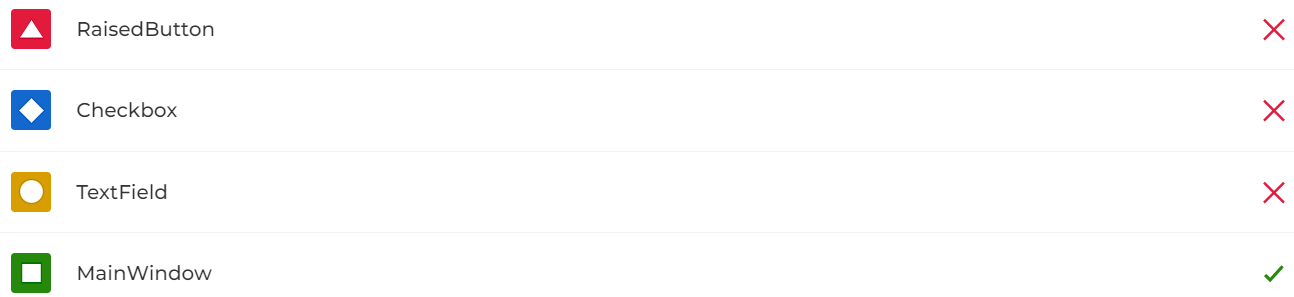 RaisedButton
Checkbox
TextField
MainWindow